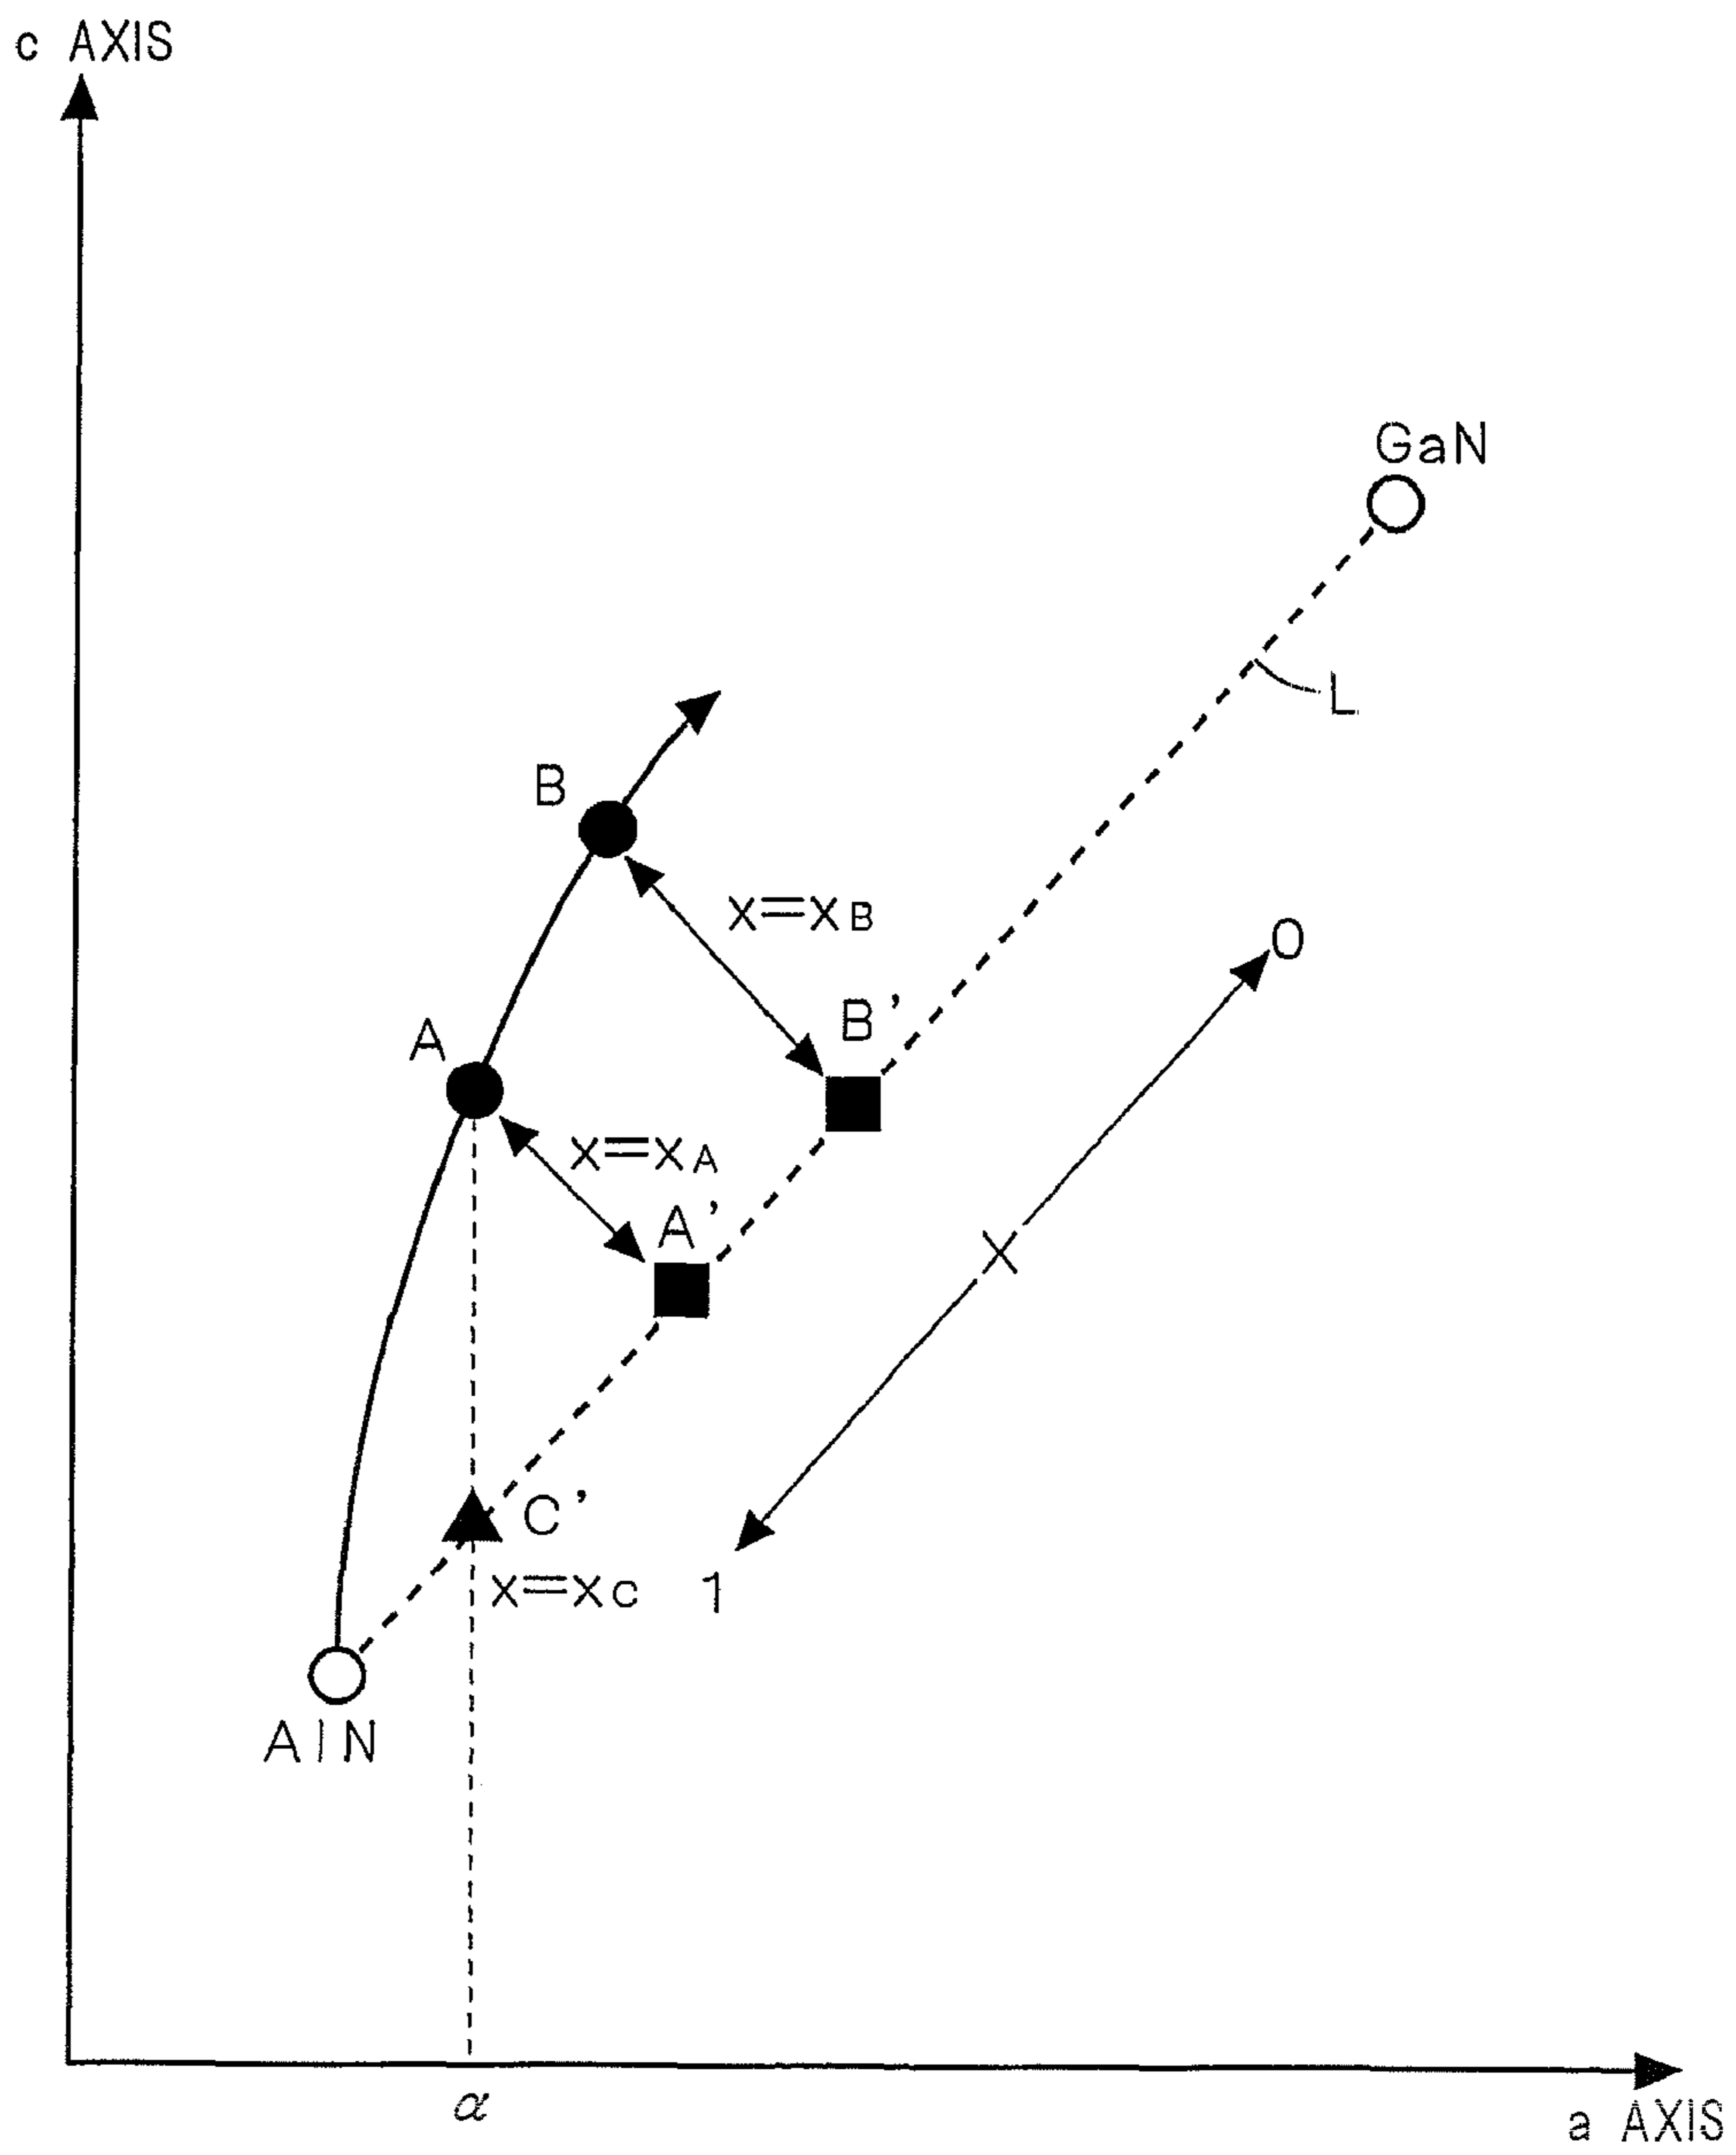 c AXIS
GaN
L
B
x=xB
0
B'
A
x=xA
A'
X
C'
x=xc
1
AlN
α
a AXIS